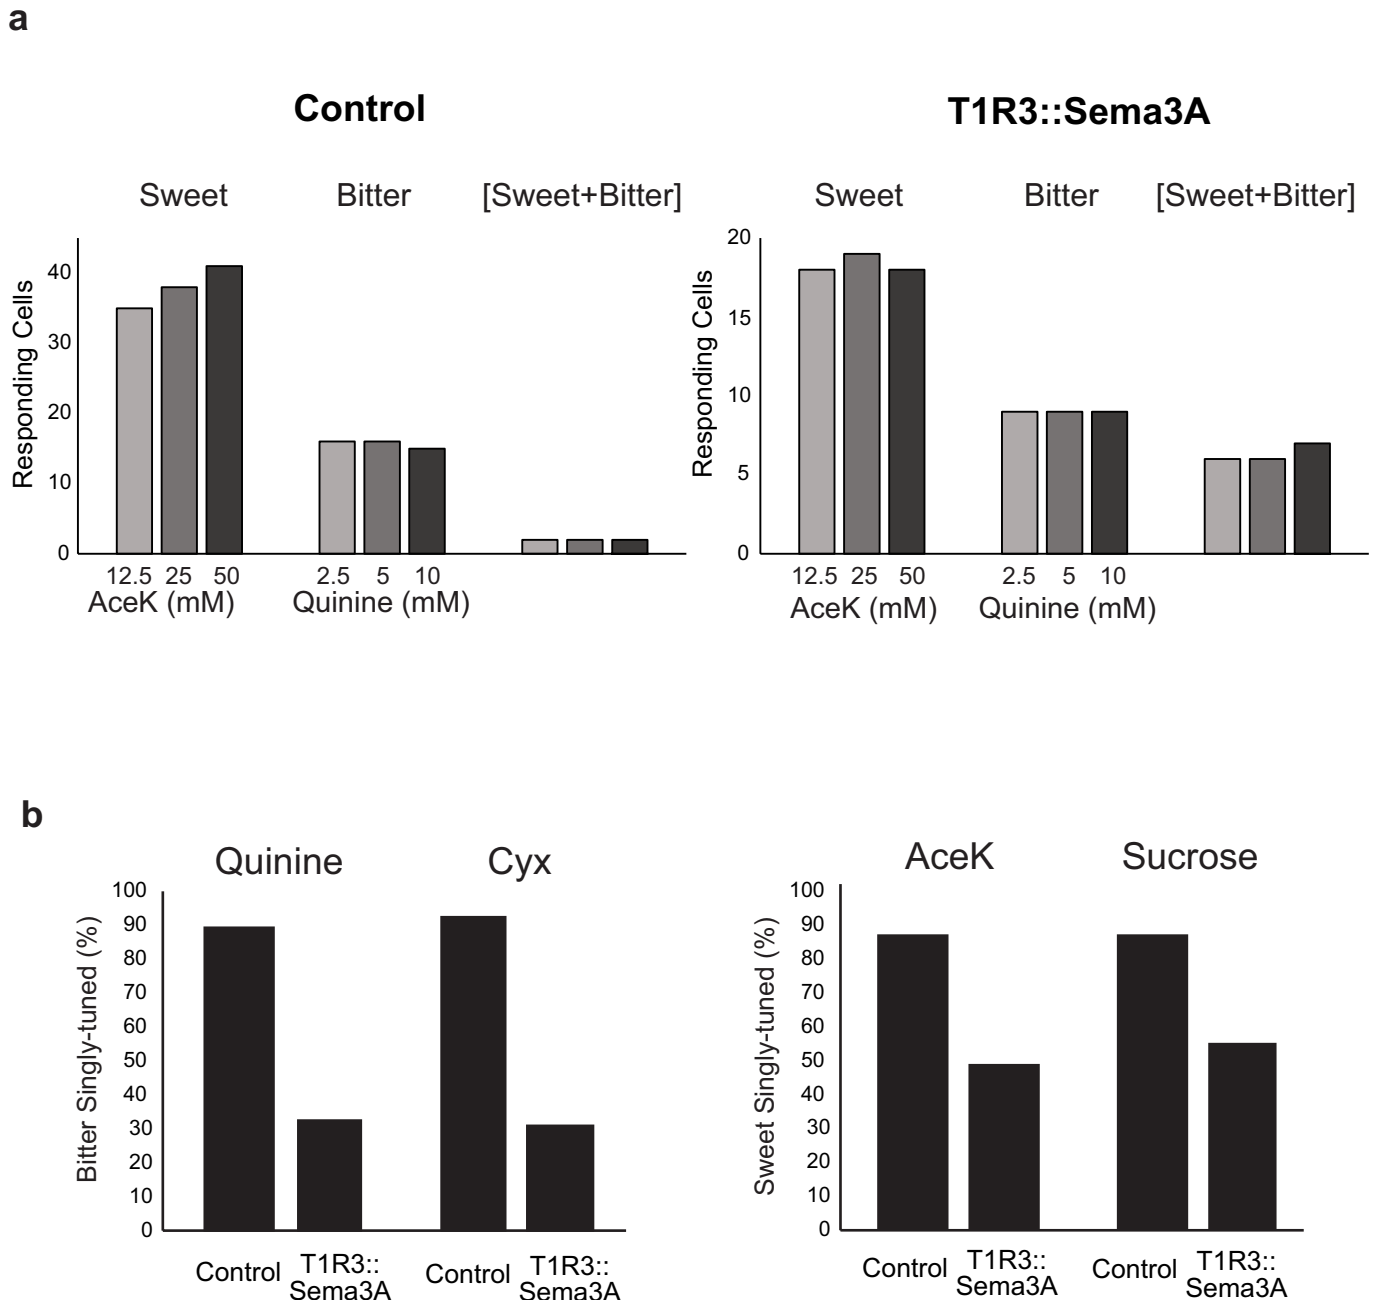 a
Control
T1R3::Sema3A
Sweet Bitter [Sweet+Bitter]
Sweet Bitter [Sweet+Bitter]
Responding Cells
40
30
20
10
0
12.5 25 50 2.5 5 10
AceK (mM) Quinine (mM)
Responding Cells
20
15
10
5
0
12.5 25 50 2.5 5 10
AceK (mM) Quinine (mM)
b
Quinine Cyx
Bitter Singly-tuned (%)
100
90
80
70
60
50
40
30
20
10
0
Control T1R3:: Control T1R3::
Sema3A Sema3A
AceK Sucrose
Sweet Singly-tuned (%)
100
90
80
70
60
50
40
30
20
10
0
Control T1R3:: Control T1R3::
Sema3A Sema3A